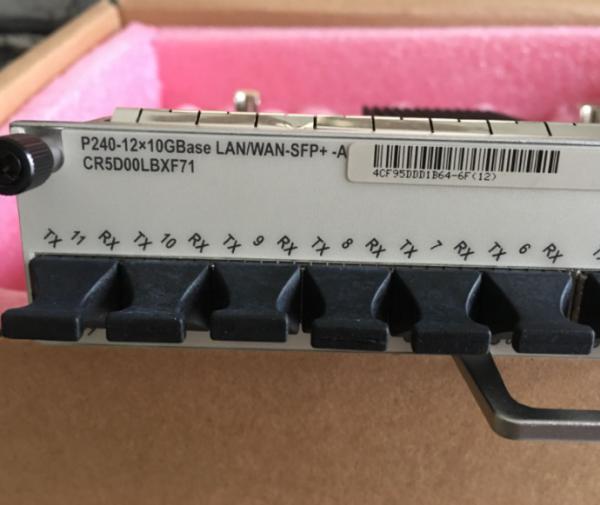 P240-12×10GBase LAN/WAN-SFP+ -A
CR5D00LBXF71
4CF95DDD1B64-6F(12)
TX 11 RX TX 10 RX TX 9 RX TX 8 RX TX 7 RX TX 6 RX